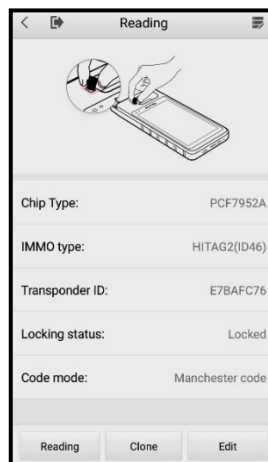 Reading
Chip Type: PCF7952A
IMMO type: HITAG2(ID46)
Transponder ID: E7BAFC76
Locking status: Locked
Code mode: Manchester code
Reading Clone Edit